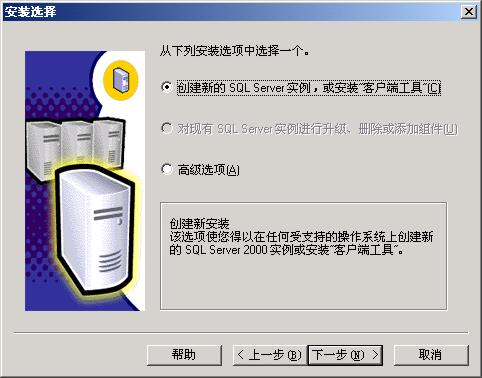 安装选择
从下列安装选项中选择一个。
创建新的 SQL Server 实例，或安装"客户端工具"(C)
对现有 SQL Server 实例进行升级、删除或添加组件(U)
高级选项(A)
创建新安装
该选项使您得以在任何受支持的操作系统上创建新
的 SQL Server 2000 实例或安装"客户端工具"。
帮助
< 上一步(B)
下一步(N) >
取消